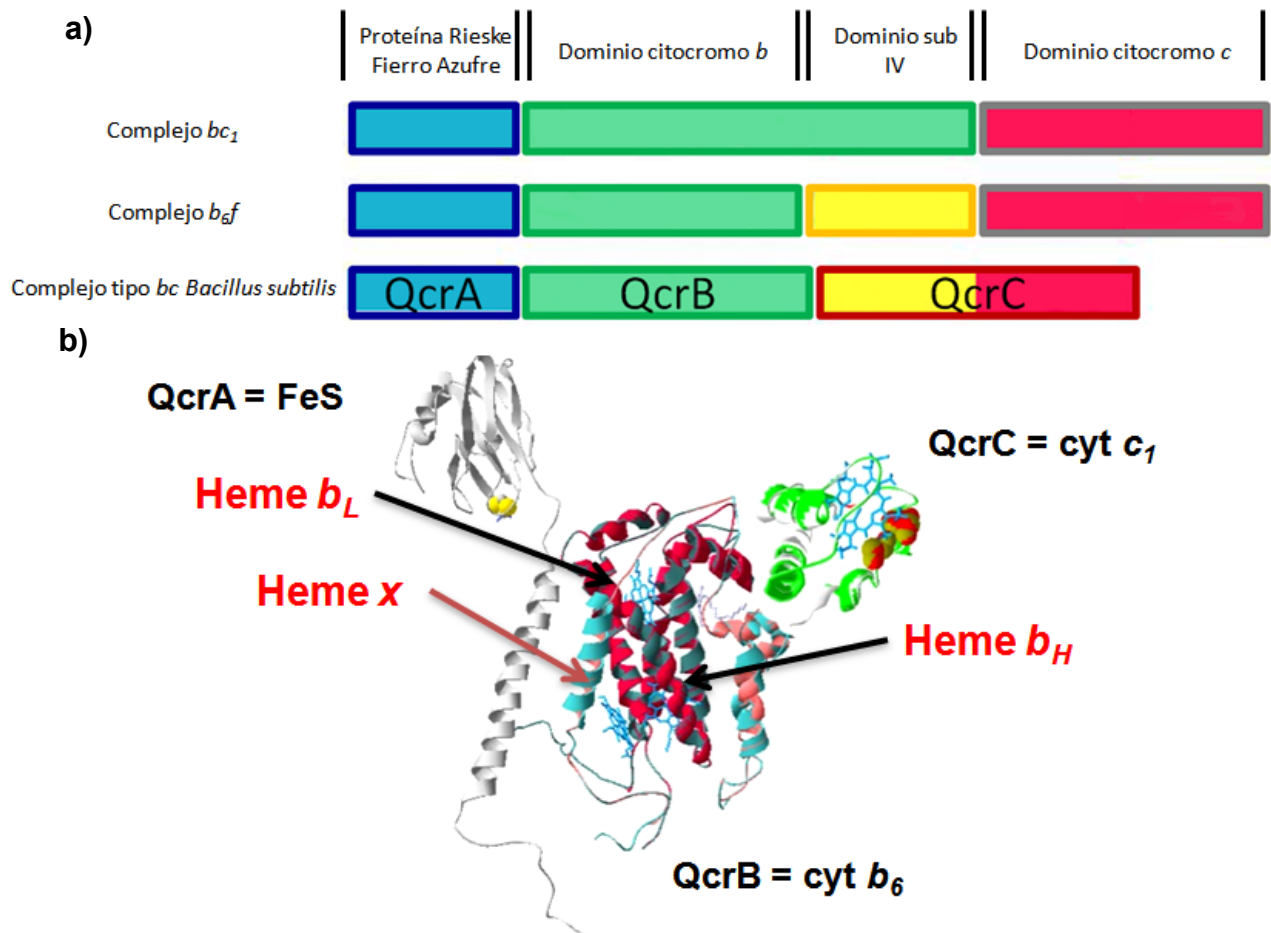 a)
Proteína Rieske
Fierro Azufre
Dominio citocromo b
Dominio sub
IV
Dominio citocromo c
Complejo bc1
Complejo b6f
Complejo tipo bc Bacillus subtilis
QcrA
QcrB
QcrC
b)
QcrA = FeS
QcrC = cyt c1
Heme bL
Heme x
Heme bH
QcrB = cyt b6